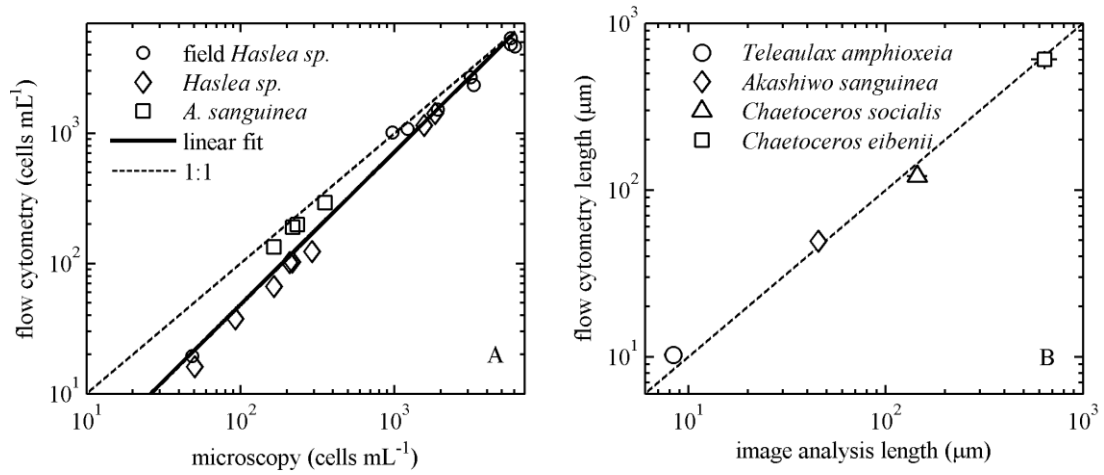 field Haslea sp.
Haslea sp.
A. sanguinea
linear fit
1:1
A
flow cytometry (cells mL⁻¹)
10³
10²
10¹
10¹ 10² 10³
microscopy (cells mL⁻¹)
Teleaulax amphioxeia
Akashiwo sanguinea
Chaetoceros socialis
Chaetoceros eibenii
B
flow cytometry length (μm)
10³
10²
10¹
10¹ 10² 10³
image analysis length (μm)